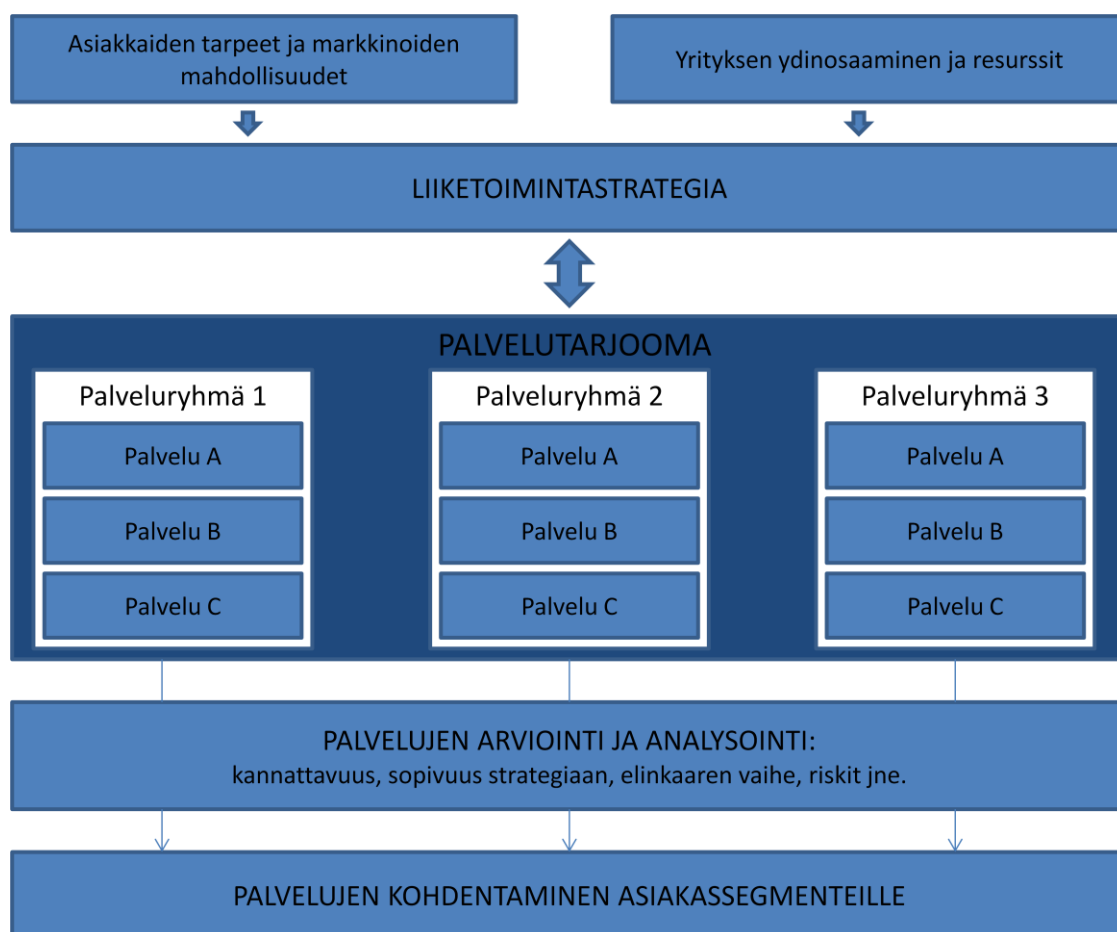 Asiakkaiden tarpeet ja markkinoiden
mahdollisuudet
Yrityksen ydinosaaminen ja resurssit
LIIKETOIMINTASTRATEGIA
PALVELUTARJOOMA
Palveluryhmä 1
Palvelu A
Palvelu B
Palvelu C
Palveluryhmä 2
Palvelu A
Palvelu B
Palvelu C
Palveluryhmä 3
Palvelu A
Palvelu B
Palvelu C
PALVELUJEN ARVIOINTI JA ANALYSOINTI:
kannattavuus, sopivuus strategiaan, elinkaaren vaihe, riskit jne.
PALVELUJEN KOHDENTAMINEN ASIAKASSEGMENTEILLE